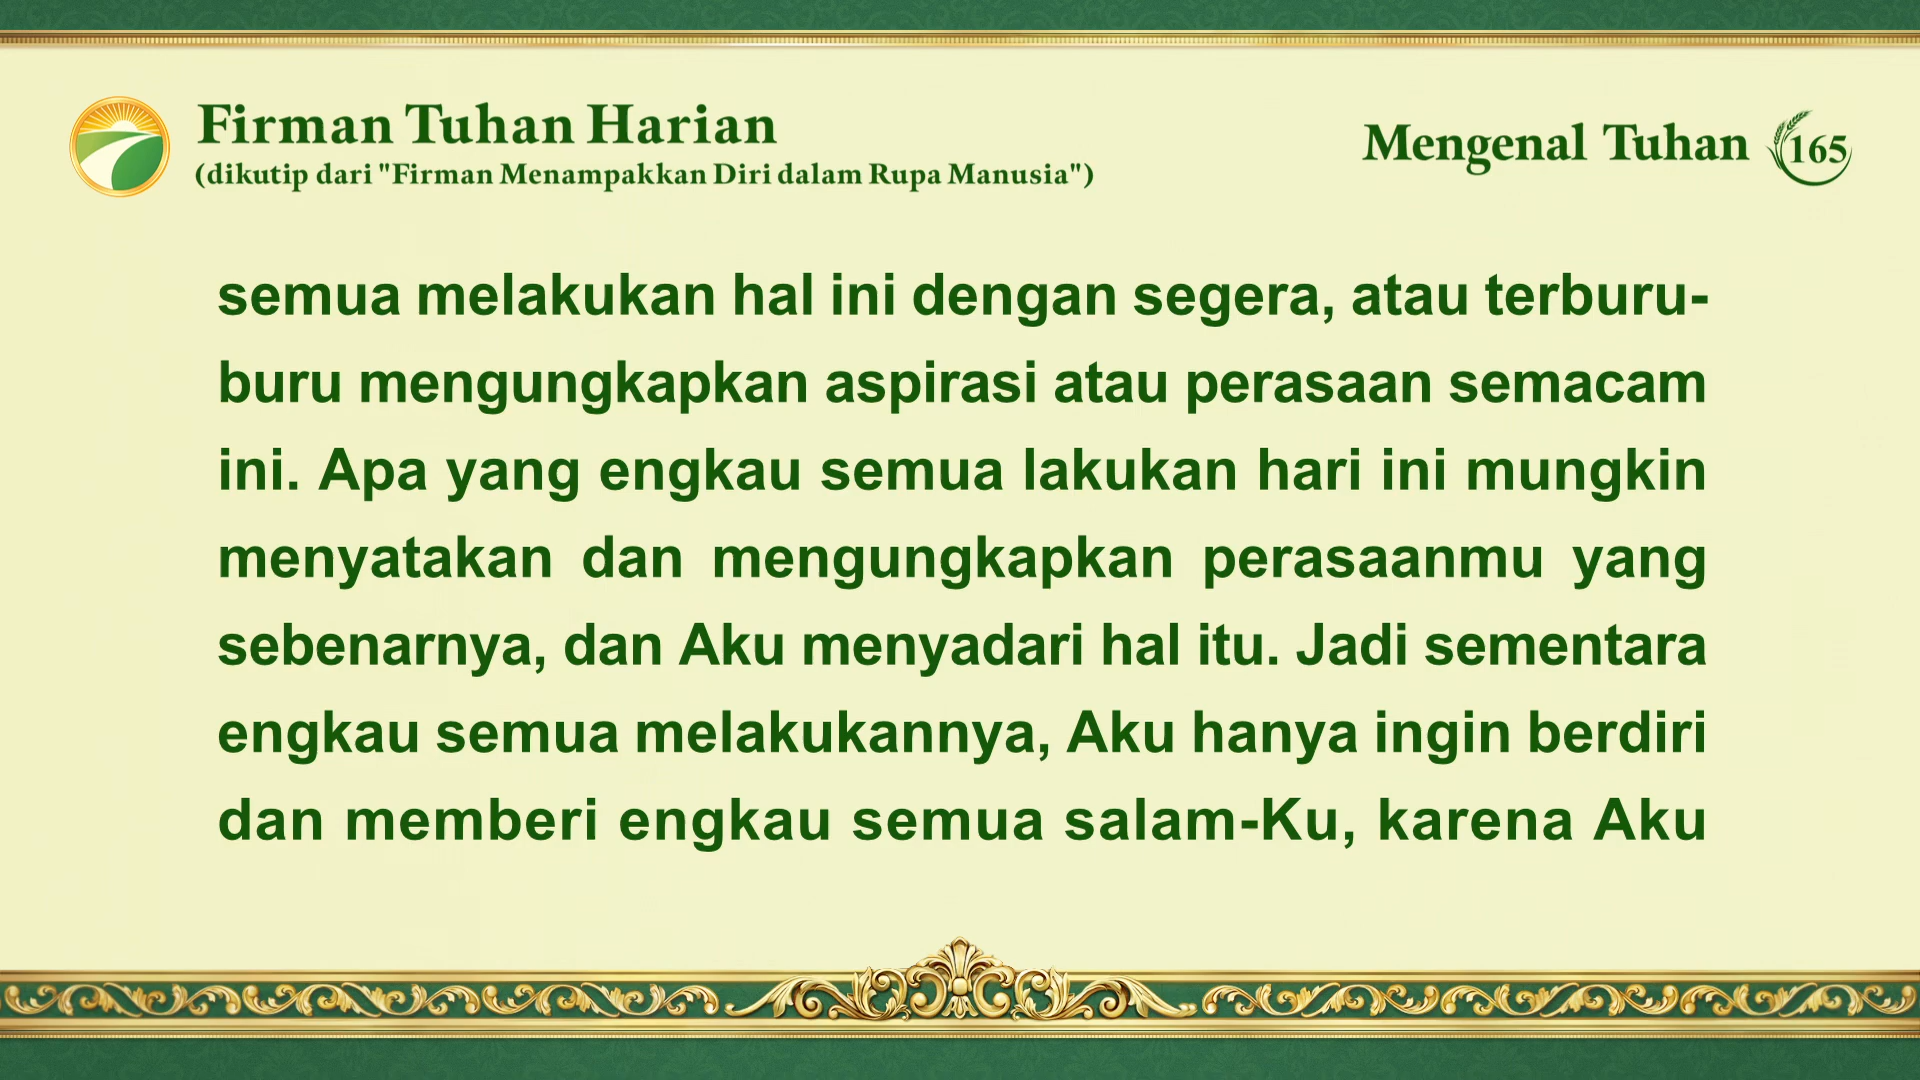 Firman Tuhan Harian
(dikutip dari "Firman Menampakkan Diri dalam Rupa Manusia")
Mengenal Tuhan 165
semua melakukan hal ini dengan segera, atau terburu-
buru mengungkapkan aspirasi atau perasaan semacam
ini. Apa yang engkau semua lakukan hari ini mungkin
menyatakan dan mengungkapkan perasaanmu yang
sebenarnya, dan Aku menyadari hal itu. Jadi sementara
engkau semua melakukannya, Aku hanya ingin berdiri
dan memberi engkau semua salam-Ku, karena Aku